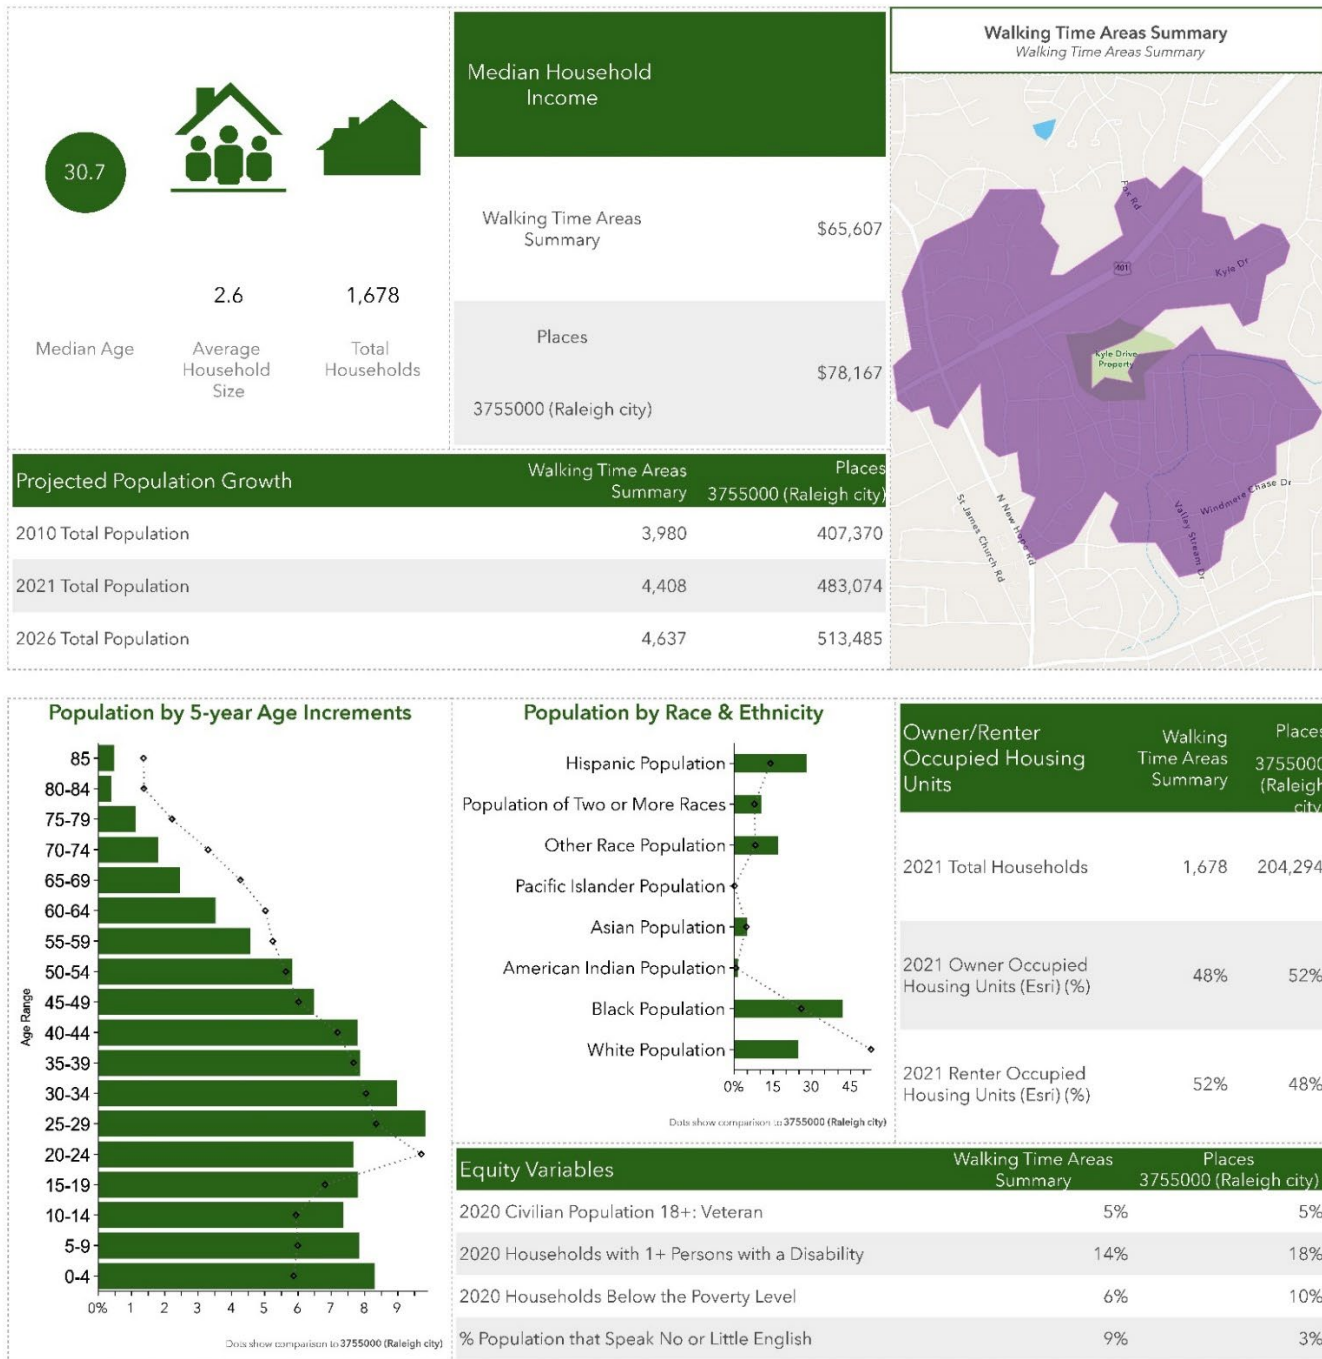 30.7
2.6
1,678
Median Age
Average
Household
Size
Total
Households
Median Household
Income
Walking Time Areas
Summary
$65,607
Places
$78,167
3755000 (Raleigh city)
Walking Time Areas Summary
Walking Time Areas Summary
Fox Rd
401
Kyle Dr
Kyle Drive
Property
Windmere Chase Dr
Valley Stream Dr
N New Hope Rd
St James Church Rd
Projected Population Growth
Walking Time Areas
Summary
Places
3755000 (Raleigh city)
2010 Total Population 3,980 407,370
2021 Total Population 4,408 483,074
2026 Total Population 4,637 513,485
Population by 5-year Age Increments
Age Range
85
80-84
75-79
70-74
65-69
60-64
55-59
50-54
45-49
40-44
35-39
30-34
25-29
20-24
15-19
10-14
5-9
0-4
0% 1 2 3 4 5 6 7 8 9
Dots show comparison to 3755000 (Raleigh city)
Population by Race & Ethnicity
Hispanic Population
Population of Two or More Races
Other Race Population
Pacific Islander Population
Asian Population
American Indian Population
Black Population
White Population
0% 15 30 45
Dots show comparison to 3755000 (Raleigh city)
Owner/Renter
Occupied Housing
Units
Walking
Time Areas
Summary
Places
3755000
(Raleigh
city
2021 Total Households 1,678 204,294
2021 Owner Occupied
Housing Units (Esri) (%) 48% 52%
2021 Renter Occupied
Housing Units (Esri) (%) 52% 48%
Equity Variables
Walking Time Areas
Summary
Places
3755000 (Raleigh city)
2020 Civilian Population 18+: Veteran 5% 5%
2020 Households with 1+ Persons with a Disability 14% 18%
2020 Households Below the Poverty Level 6% 10%
% Population that Speak No or Little English 9% 3%